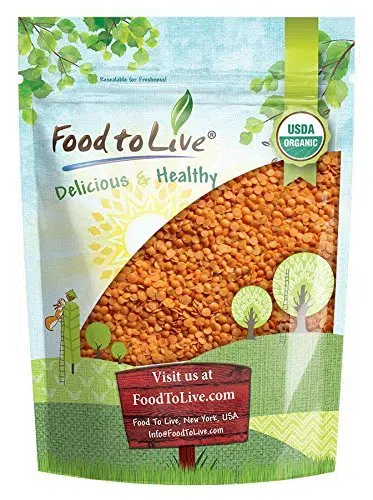 Resealable for Freshness!
Food to Live®
Delicious & Healthy
USDA
ORGANIC
Visit us at
FoodToLive.com
Food To Live, New York, USA
Info@FoodToLive.com